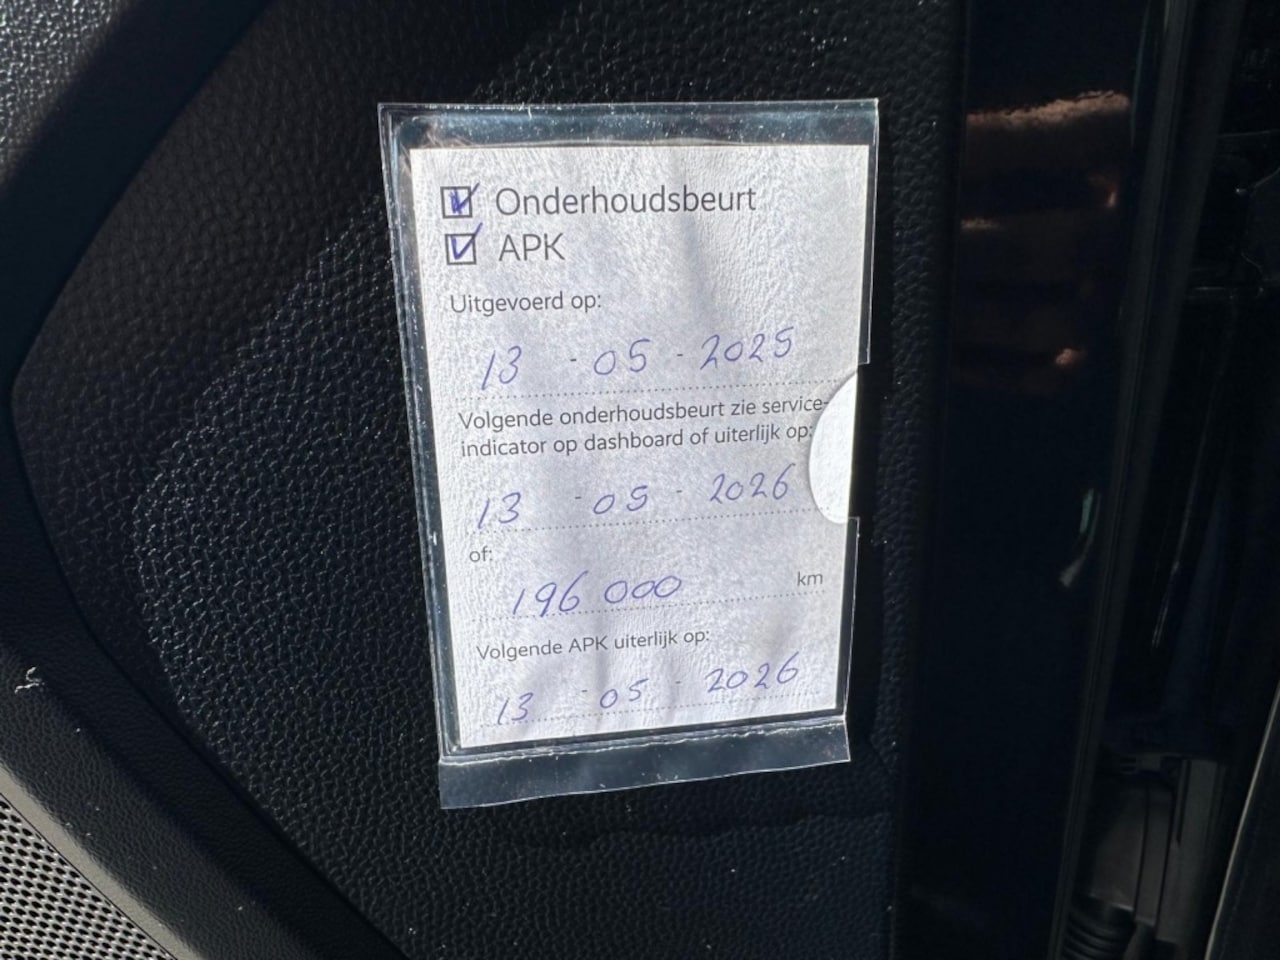 Onderhoudsbeurt
APK
Uitgevoerd op:
13 - 05 - 2025
Volgende onderhoudsbeurt zie service-
indicator op dashboard of uiterlijk op:
13 - 05 - 2026
of:
196 000 km
Volgende APK uiterlijk op:
13 - 05 - 2026